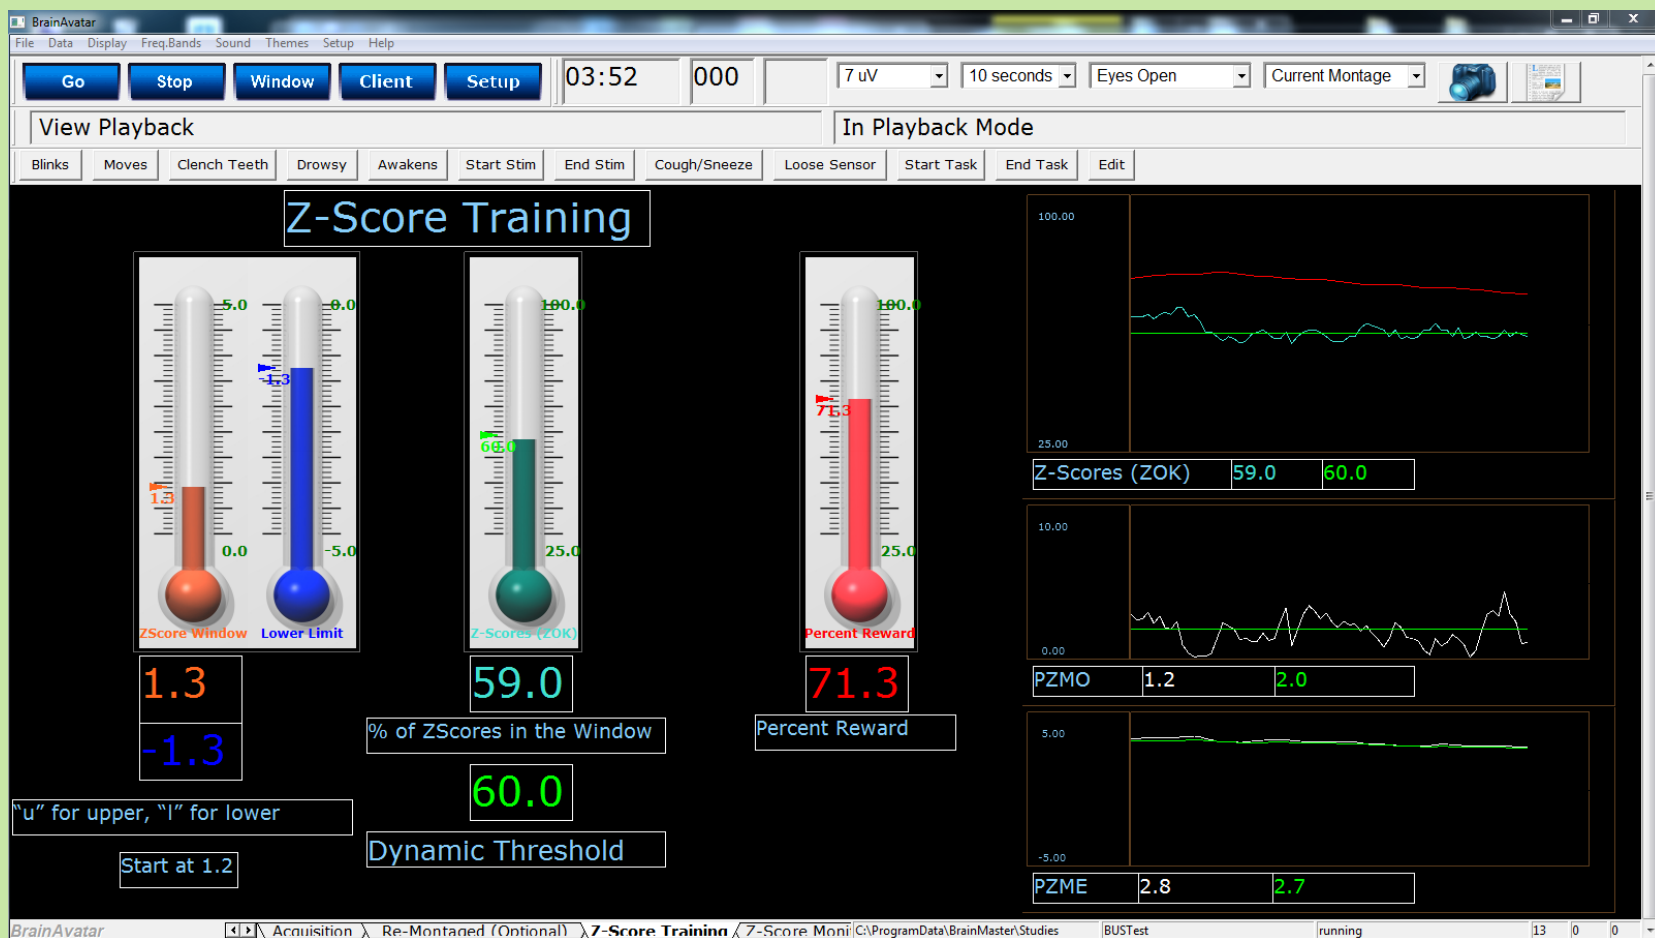 BrainAvatar
File Data Display Freq.Bands Sound Themes Setup Help
Go Stop Window Client Setup 03:52 000 7 uV 10 seconds Eyes Open Current Montage
View Playback In Playback Mode
Blinks Moves Clench Teeth Drowsy Awakens Start Stim End Stim Cough/Sneeze Loose Sensor Start Task End Task Edit
Z-Score Training
5.0 0.0 100.0 100.0
-1.3
71.3
60.0
1.3
0.0 -5.0 25.0 25.0
ZScore Window Lower Limit Z-Scores (ZOK) Percent Reward
1.3 59.0 71.3
-1.3 % of ZScores in the Window Percent Reward
60.0
"u" for upper, "l" for lower
Dynamic Threshold
Start at 1.2
100.00
25.00
Z-Scores (ZOK) 59.0 60.0
10.00
0.00
PZMO 1.2 2.0
5.00
-5.00
PZME 2.8 2.7
BrainAvatar Acquisition Re-Montaged (Optional) Z-Score Training Z-Score Moni C:\ProgramData\BrainMaster\Studies BUSTest running 13 0 0